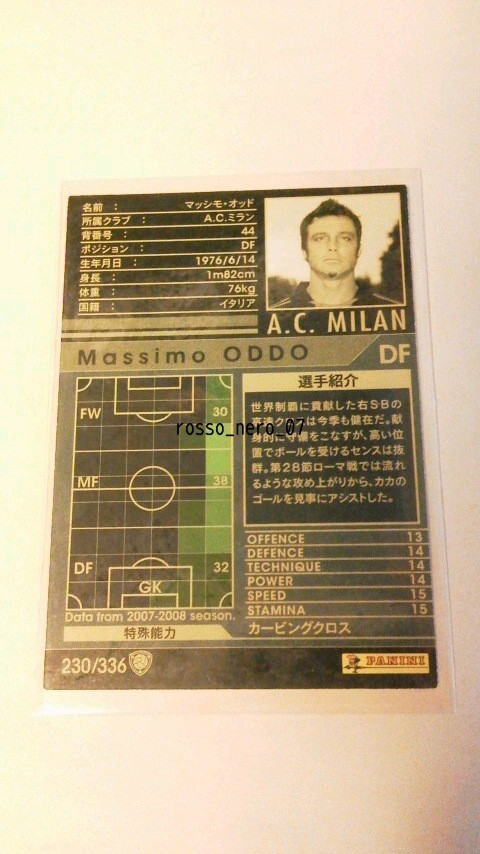 名前 : マッシモ・オッド
所属クラブ : A.C.ミラン
背番号 : 44
ポジション : DF
生年月日 : 1976/6/14
身長 : 1m82cm
体重 : 76kg
国籍 : イタリア
A.C. MILAN
Massimo ODDO DF
選手紹介
世界制覇に貢献した右SBの
クロスは今季も健在だ。献
rosso_nero_07
身的に守備をこなすが、高い位
置でボールを受けるセンスは抜
群。第28節ローマ戦では流れ
るような攻め上がりから、カカの
ゴールを見事にアシストした。
FW 30
MF 38
DF 32
GK
Data from 2007-2008 season.
OFFENCE 13
DEFENCE 14
TECHNIQUE 14
POWER 14
SPEED 15
STAMINA 15
特殊能力 カービングクロス
230/336
PANINI